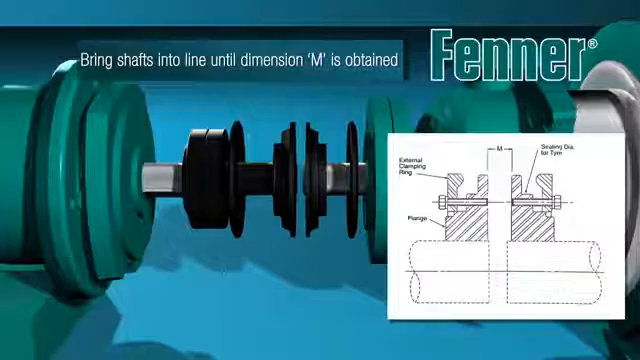 Bring shafts into line until dimension ‘M’ is obtained
Fenner®
M
Seating Dia.
for Tyre
External
Clamping
Ring
Flange